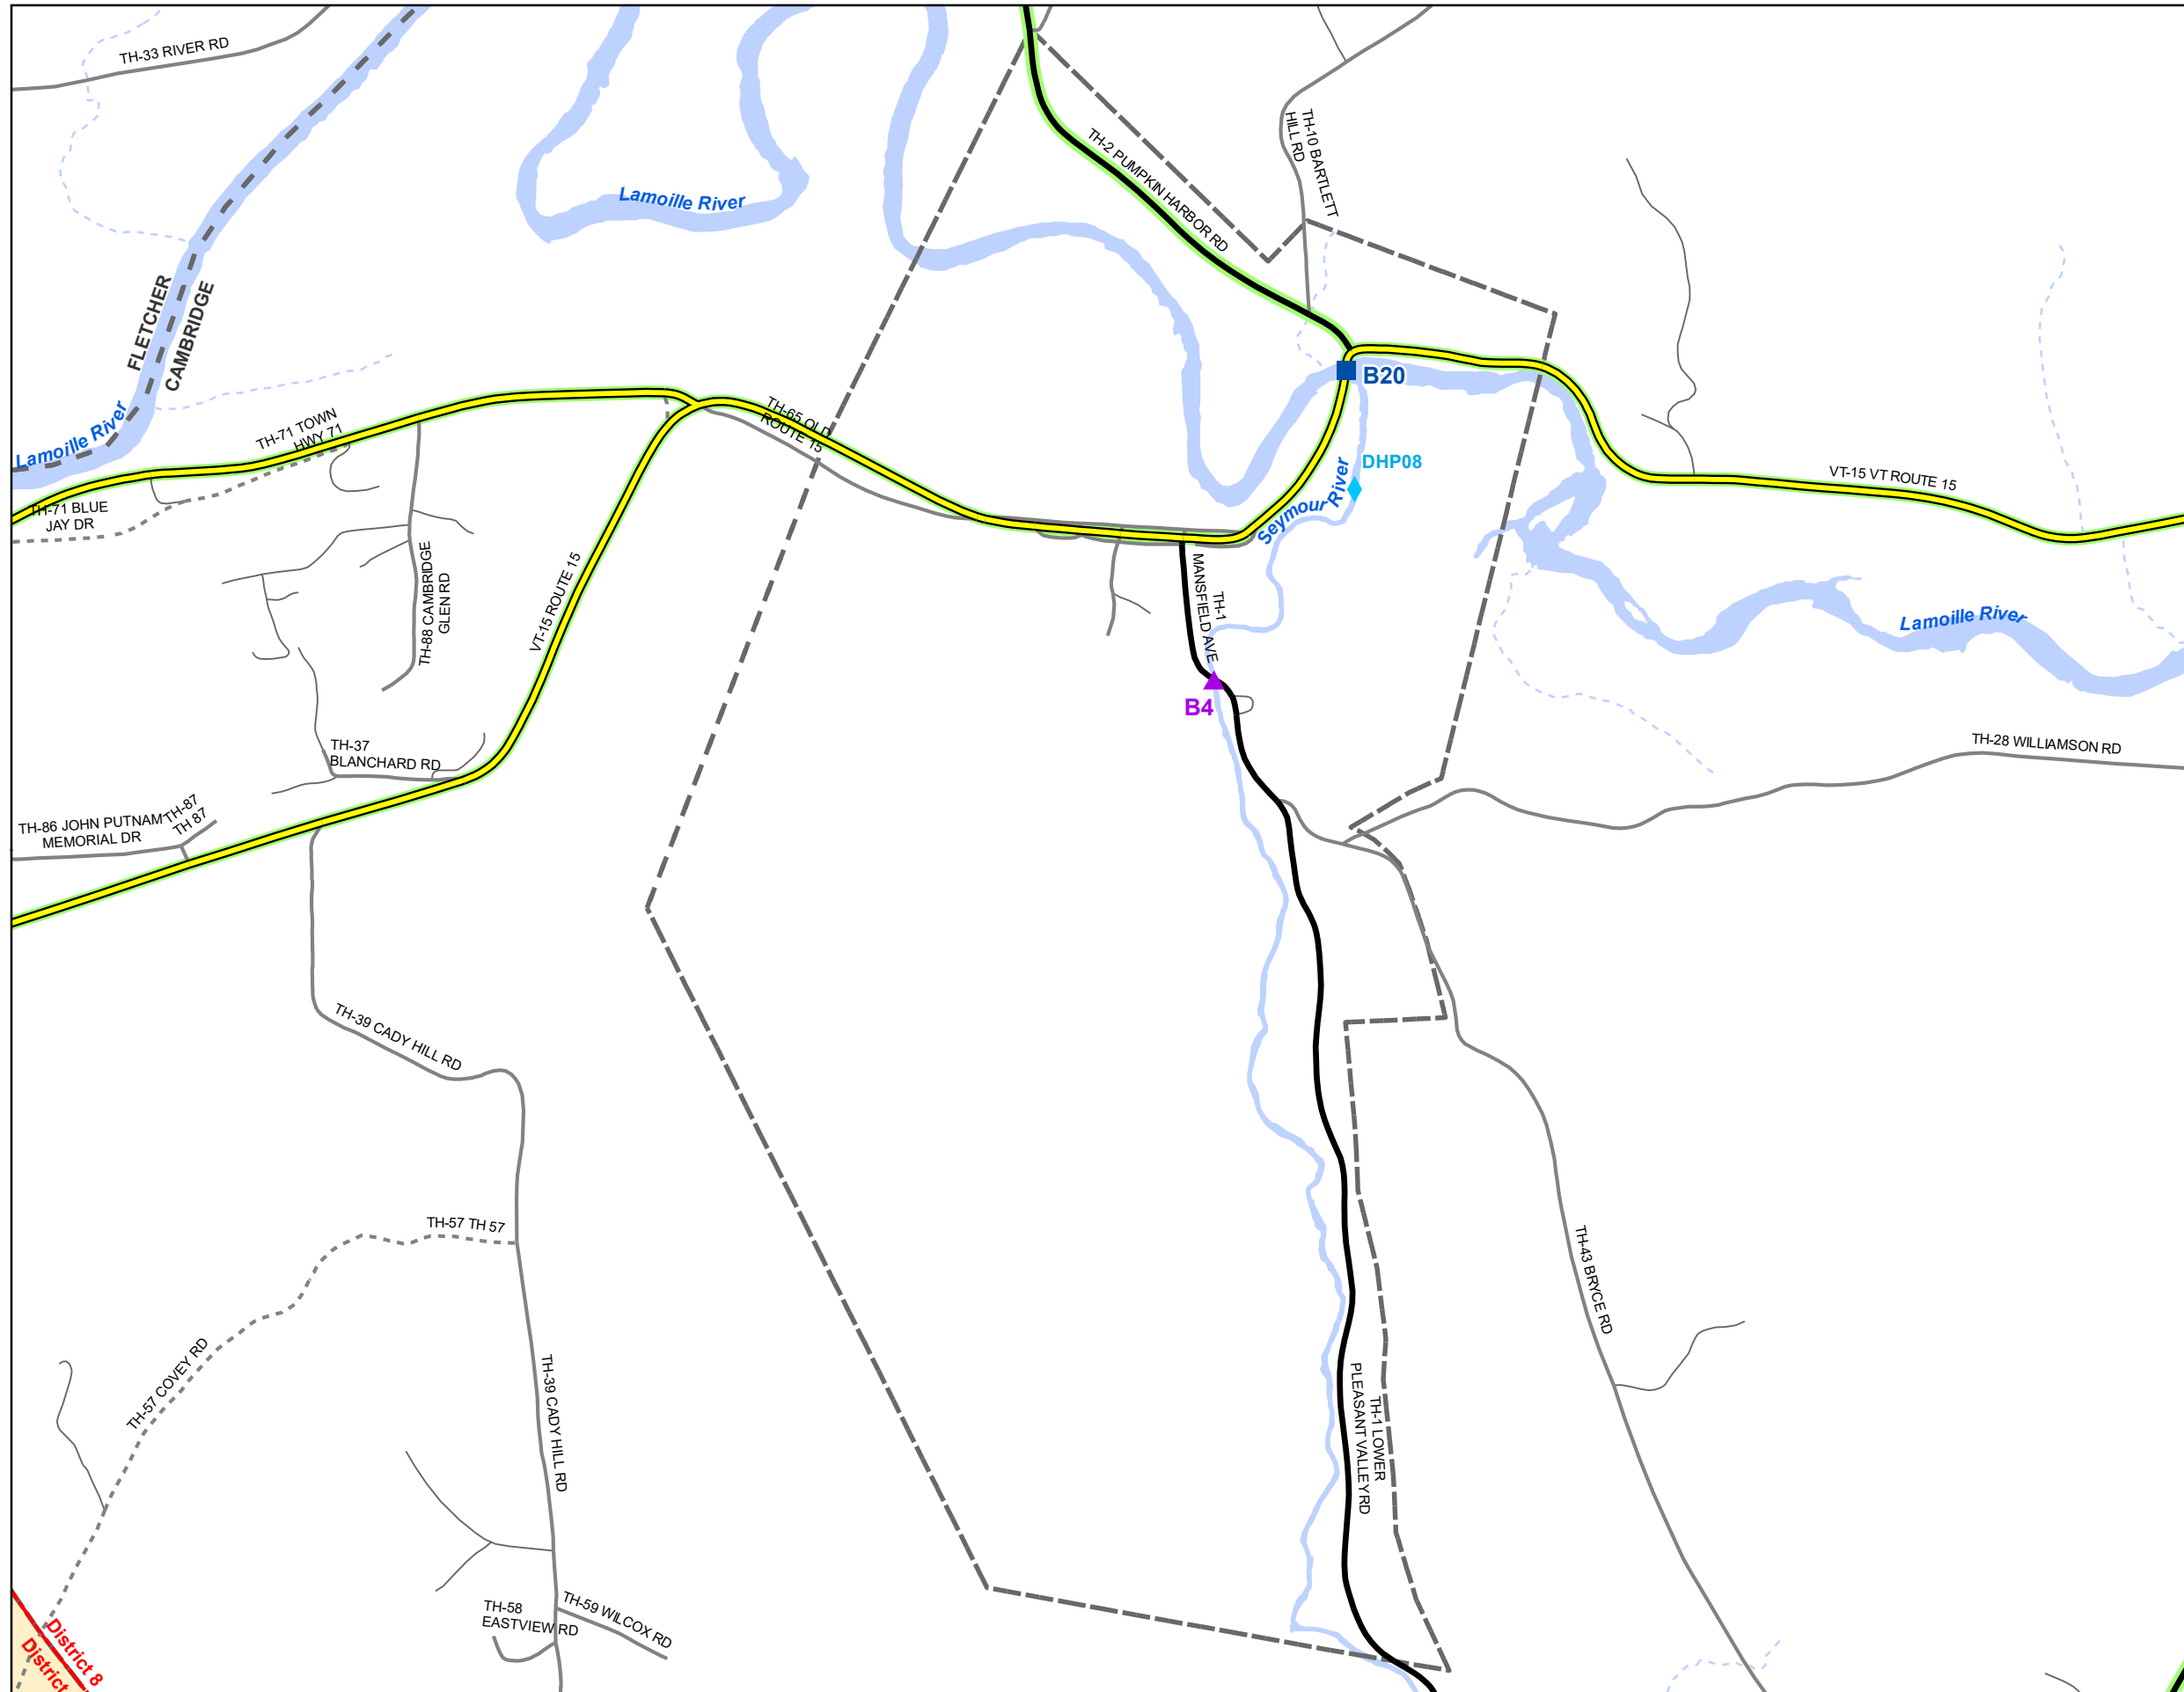 TH-33 RIVER RD
Lamoille River
TH-2 PUMPKIN HARBOR RD
TH-10 BARTLETT
HILL RD
FLETCHER
CAMBRIDGE
Lamoille River
TH-71 TOWN
HWY 71
TH-65 OLD
ROUTE 15
B20
DHP08
Seymour River
VT-15 VT ROUTE 15
TH-71 BLUE
JAY DR
TH-88 CAMBRIDGE
GLEN RD
VT-15 ROUTE 15
TH-1
MANSFIELD AVE
B4
Lamoille River
TH-28 WILLIAMSON RD
TH-37
BLANCHARD RD
TH-86 JOHN PUTNAM
MEMORIAL DR
TH-87
TH 87
TH-39 CADY HILL RD
TH-57 TH 57
TH-57 COVEY RD
TH-39 CADY HILL RD
TH-43 BRYCE RD
TH-1 LOWER
PLEASANT VALLEY RD
TH-58
EASTVIEW RD
TH-59 WILCOX RD
District 8
District